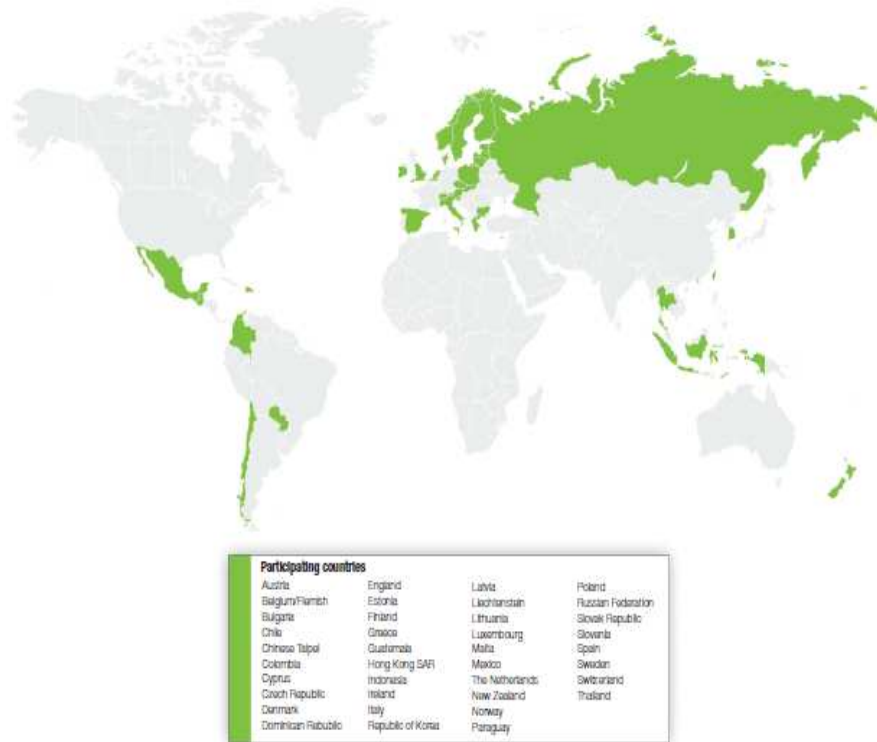 Participating countries
Austria
Belgium/Flemish
Bulgaria
Chile
Chinese Taipei
Colombia
Cyprus
Czech Republic
Denmark
Dominican Rebublic
England
Estonia
Finland
Greece
Guatemala
Hong Kong SAR
Indonesia
Ireland
Italy
Republic of Korea
Latvia
Liechtenstein
Lithuania
Luxembourg
Malta
Mexico
The Netherlands
New Zealand
Norway
Paraguay
Poland
Russian Federation
Slovak Republic
Slovenia
Spain
Sweden
Switzerland
Thailand